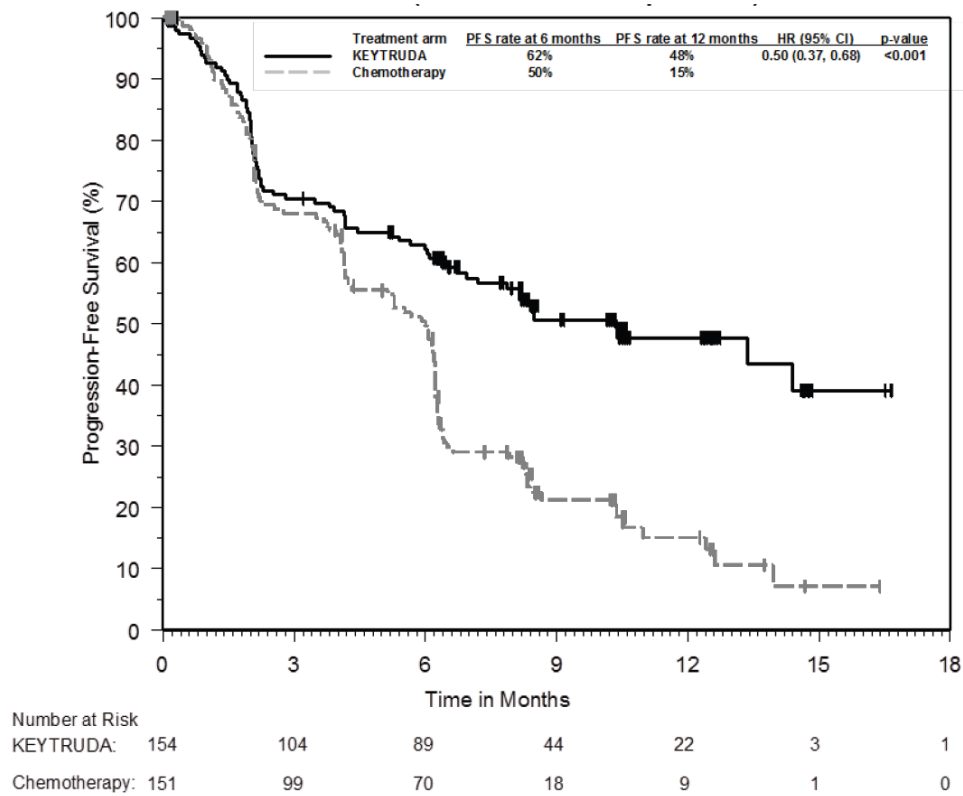 Treatment arm PFS rate at 6 months PFS rate at 12 months HR (95% CI) p-value
KEYTRUDA 62% 48% 0.50 (0.37, 0.68) <0.001
Chemotherapy 50% 15%
100
90
80
70
60
50
40
30
20
10
0
Progression-Free Survival (%)
0 3 6 9 12 15 18
Time in Months
Number at Risk
KEYTRUDA: 154 104 89 44 22 3 1
Chemotherapy: 151 99 70 18 9 1 0